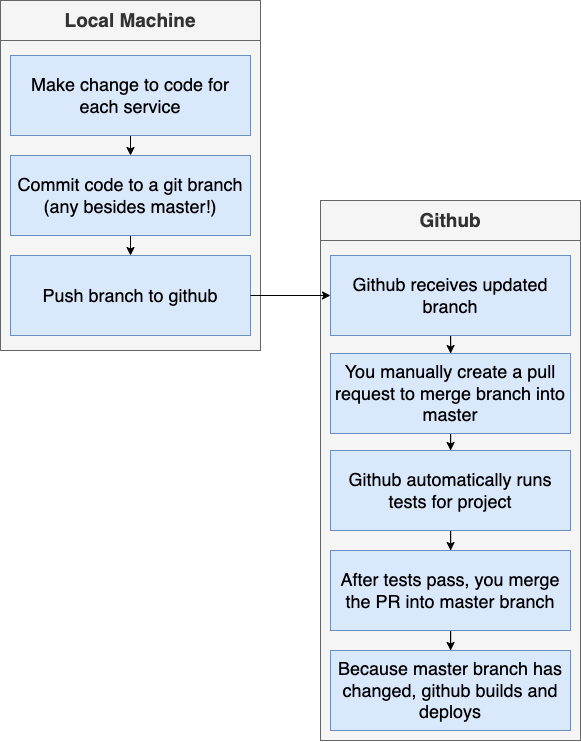 Local Machine
Make change to code for
each service
Commit code to a git branch
(any besides master!)
Push branch to github
Github
Github receives updated
branch
You manually create a pull
request to merge branch into
master
Github automatically runs
tests for project
After tests pass, you merge
the PR into master branch
Because master branch has
changed, github builds and
deploys